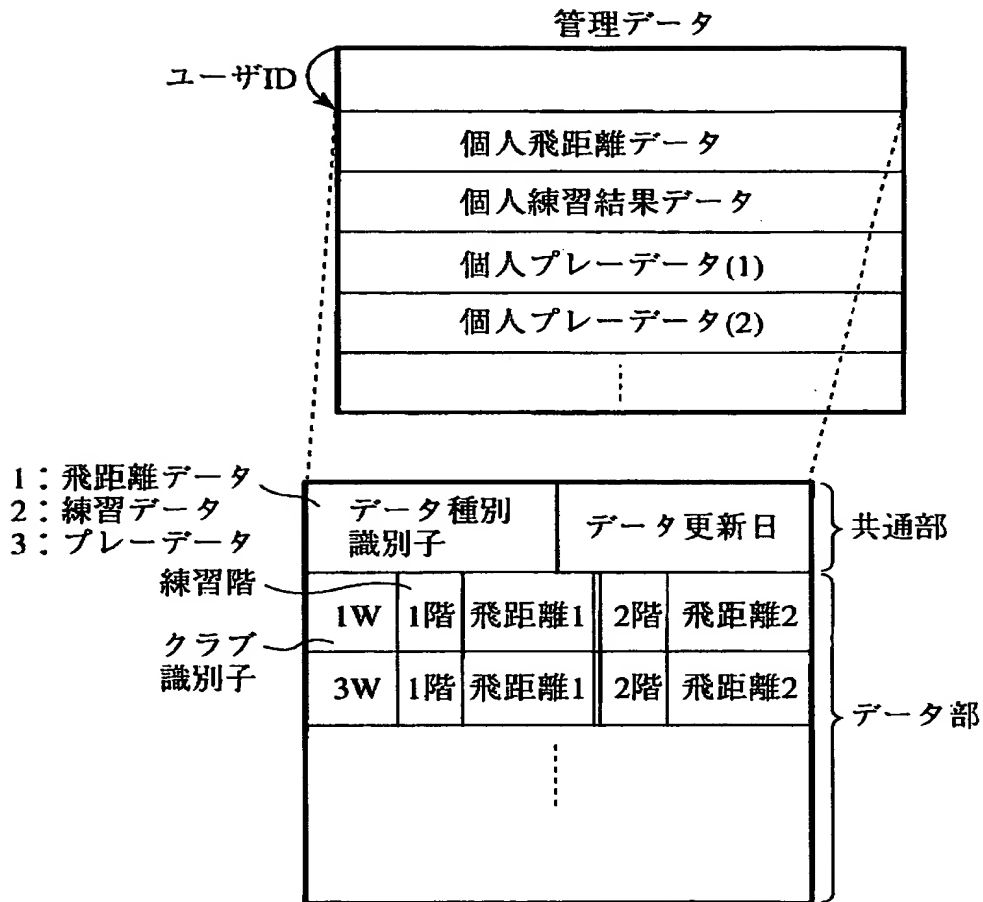 管理データ
ユーザID
個人飛距離データ
個人練習結果データ
個人プレーデータ(1)
個人プレーデータ(2)
1:飛距離データ
2:練習データ
3:プレーデータ
データ種別
識別子
データ更新日
共通部
練習階
クラブ
識別子
1W 1階 飛距離1 2階 飛距離2
3W 1階 飛距離1 2階 飛距離2
データ部